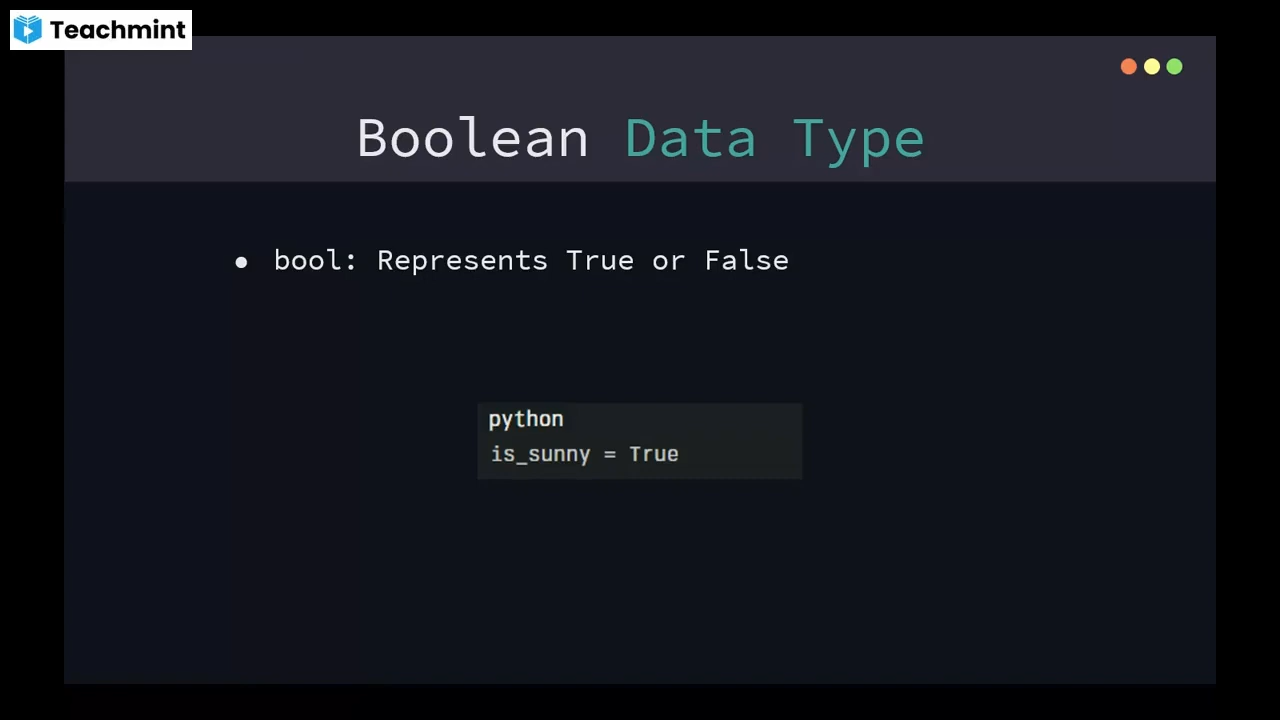 Teachmint
Boolean Data Type
● bool: Represents True or False
python
is_sunny = True